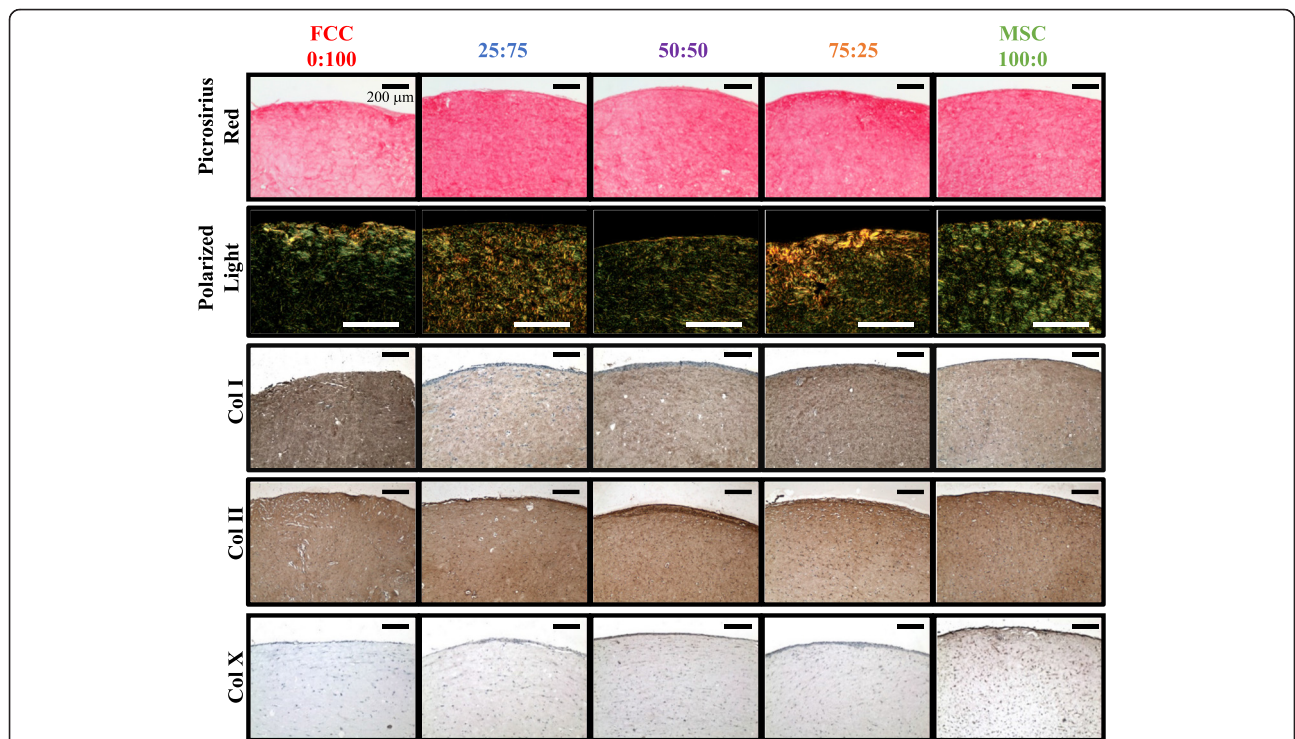 FCC
0:100
25:75
50:50
75:25
MSC
100:0
Picrosirius
Red
200 μm
Polarized
Light
Col I
Col II
Col X